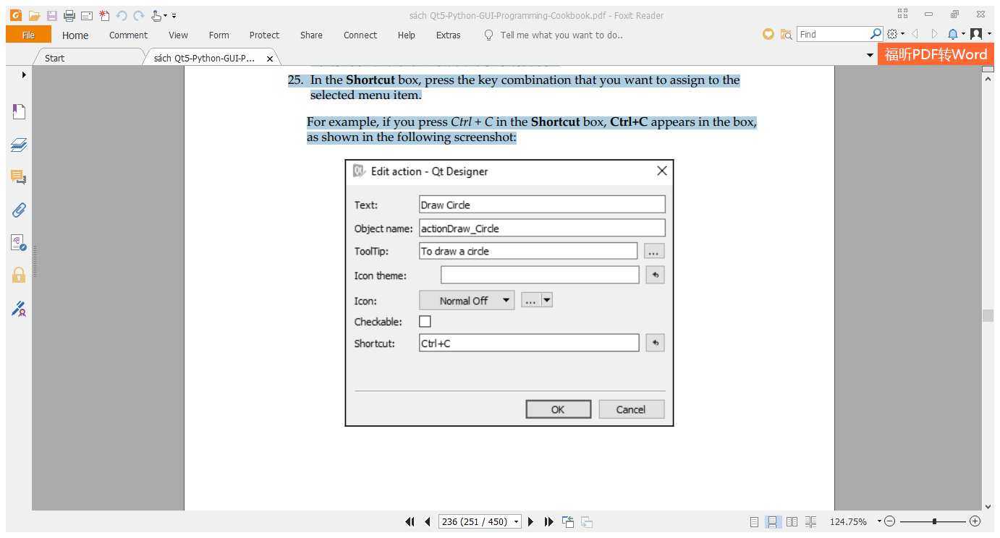 sách Qt5-Python-GUI-Programming-Cookbook.pdf - Foxit Reader
File Home Comment View Form Protect Share Connect Help Extras Tell me what you want to do.. Find
Start sách Qt5-Python-GUI-P...
福昕PDF转Word
25. In the Shortcut box, press the key combination that you want to assign to the
selected menu item.
For example, if you press Ctrl + C in the Shortcut box, Ctrl+C appears in the box,
as shown in the following screenshot:
Edit action - Qt Designer
Text: Draw Circle
Object name: actionDraw_Circle
ToolTip: To draw a circle ...
Icon theme:
Icon: Normal Off ...
Checkable:
Shortcut: Ctrl+C
OK Cancel
236 (251 / 450) 124.75%